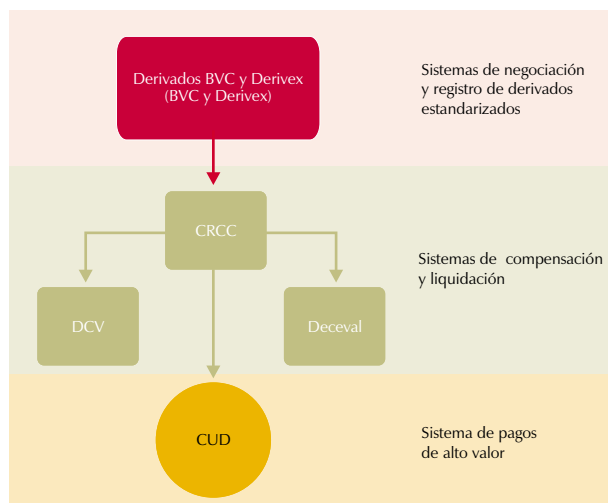 Derivados BVC y Derivex
(BVC y Derivex)
Sistemas de negociación
y registro de derivados
estandarizados
CRCC
Sistemas de compensación
y liquidación
DCV
Deceval
CUD
Sistema de pagos
de alto valor